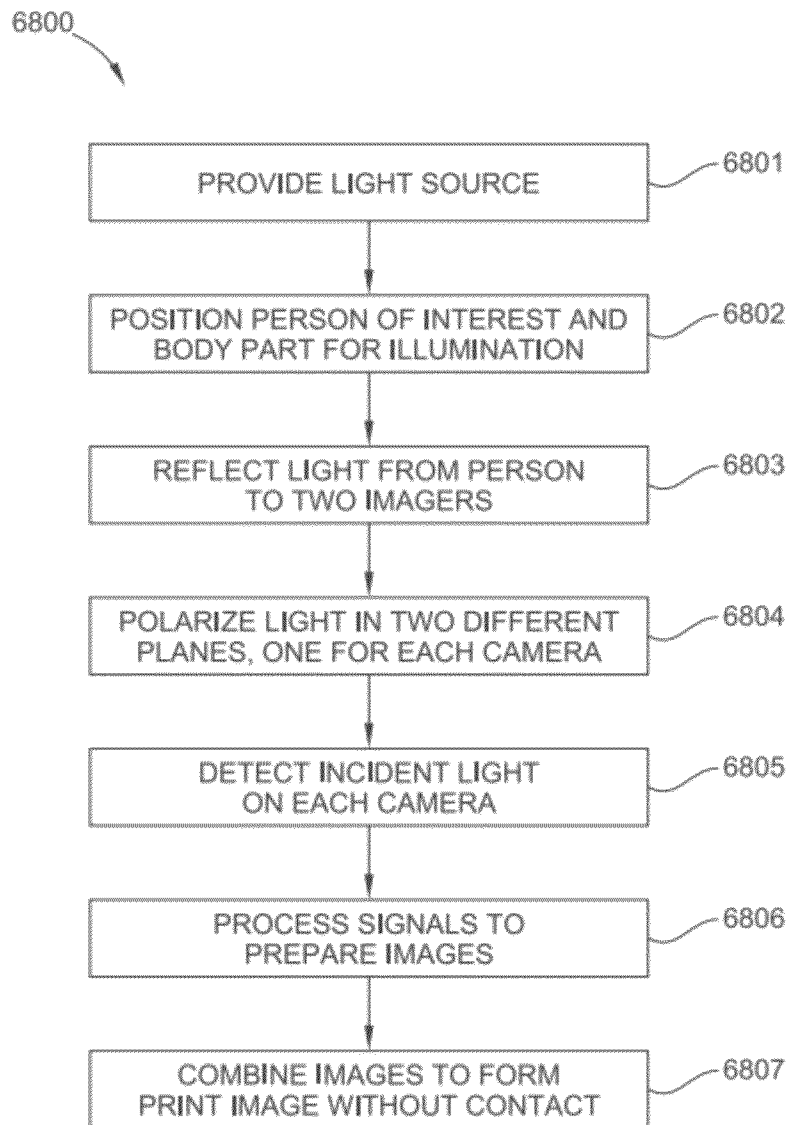 6800
PROVIDE LIGHT SOURCE
6801
POSITION PERSON OF INTEREST AND
BODY PART FOR ILLUMINATION
6802
REFLECT LIGHT FROM PERSON
TO TWO IMAGERS
6803
POLARIZE LIGHT IN TWO DIFFERENT
PLANES, ONE FOR EACH CAMERA
6804
DETECT INCIDENT LIGHT
ON EACH CAMERA
6805
PROCESS SIGNALS TO
PREPARE IMAGES
6806
COMBINE IMAGES TO FORM
PRINT IMAGE WITHOUT CONTACT
6807